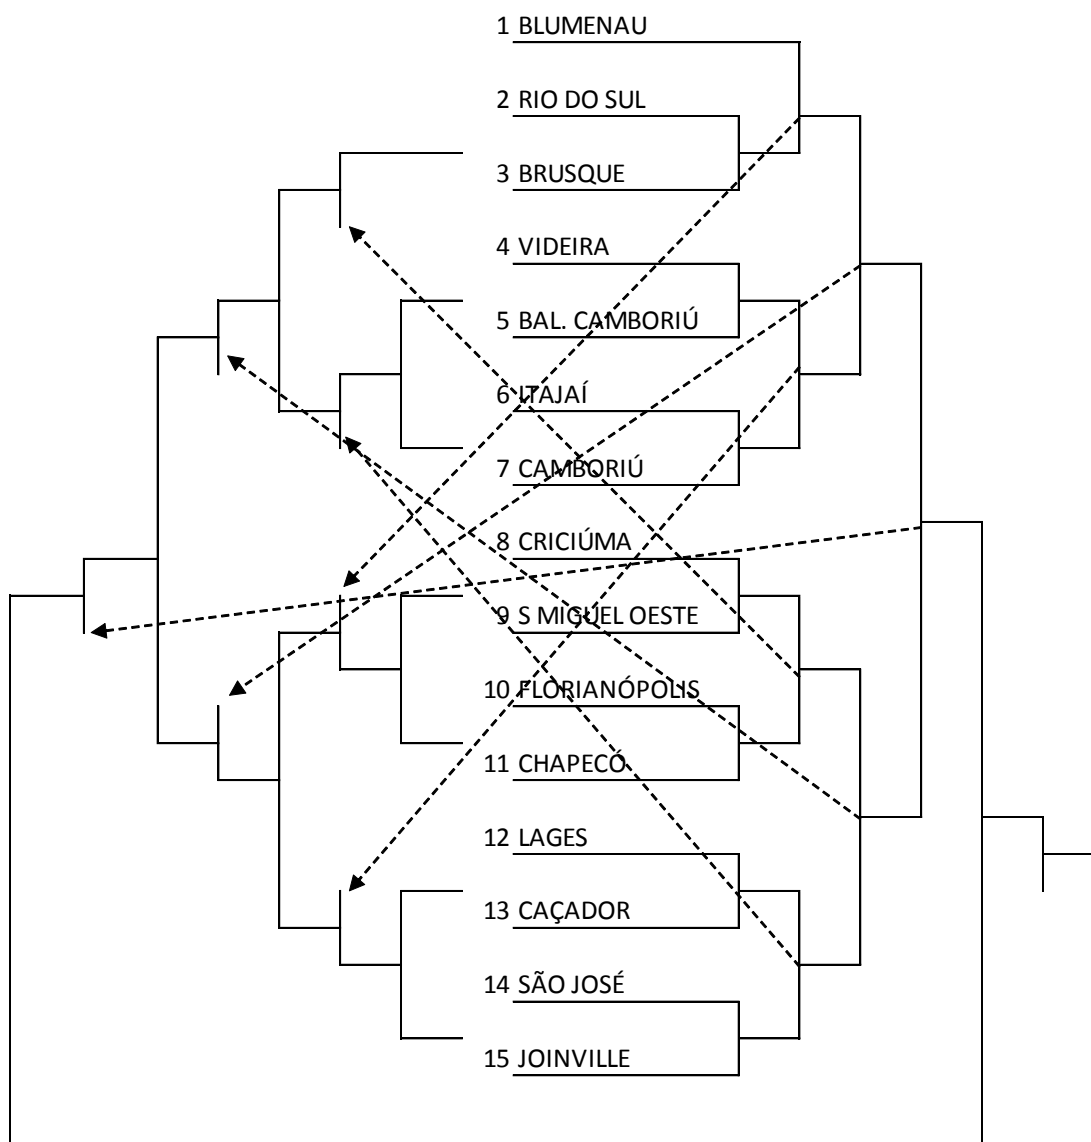 1 BLUMENAU
2 RIO DO SUL
3 BRUSQUE
4 VIDEIRA
5 BAL. CAMBORIÚ
6 ITAJAÍ
7 CAMBORIÚ
8 CRICIÚMA
9 S MIGUEL OESTE
10 FLORIANÓPOLIS
11 CHAPECÓ
12 LAGES
13 CAÇADOR
14 SÃO JOSÉ
15 JOINVILLE